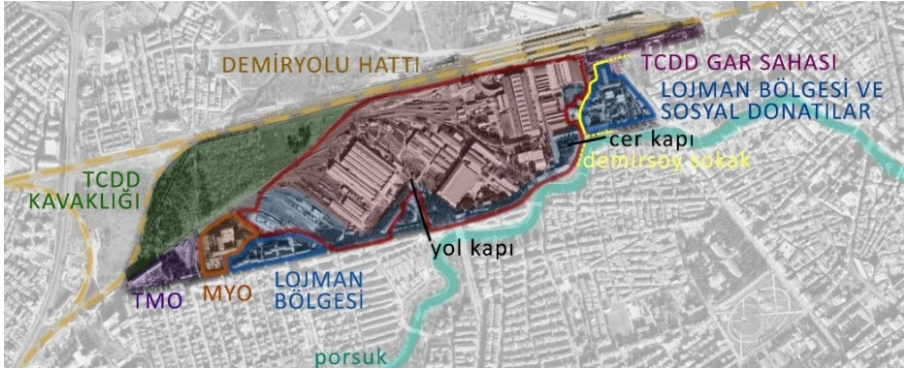 DEMİRYOLU HATTI
TCDD GAR SAHASI
LOJMAN BÖLGESİ VE
SOSYAL DONATILAR
cer kapı
demirsoy sokak
TCDD
KAVAKLIĞI
yol kapı
TMO
MYO
LOJMAN
BÖLGESİ
porsuk